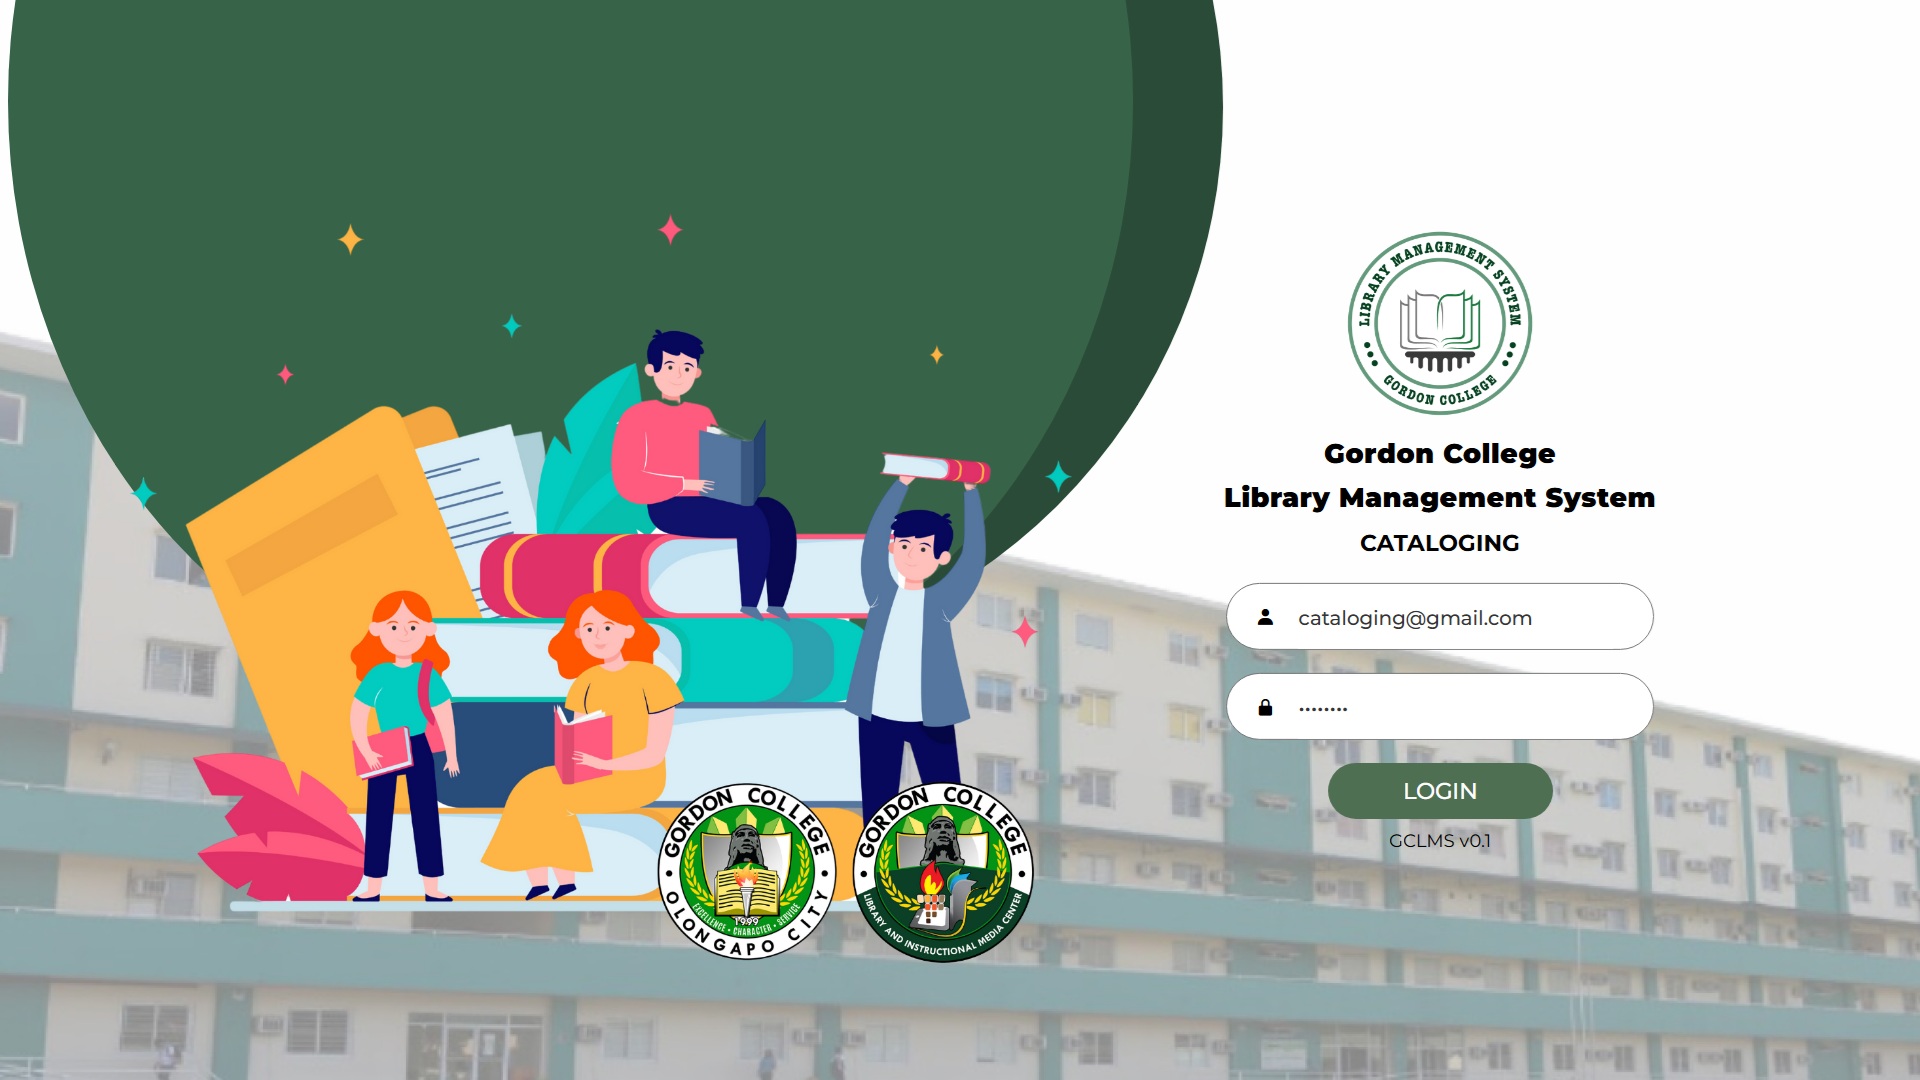 LIBRARY MANAGEMENT SYSTEM
GORDON COLLEGE
Gordon College
Library Management System
CATALOGING
cataloging@gmail.com
••••••••
LOGIN
GCLMS v0.1
GORDON COLLEGE
1999
EXCELLENCE • CHARACTER • SERVICE
OLONGAPO CITY
GORDON COLLEGE
LIBRARY AND INSTRUCTIONAL MEDIA CENTER